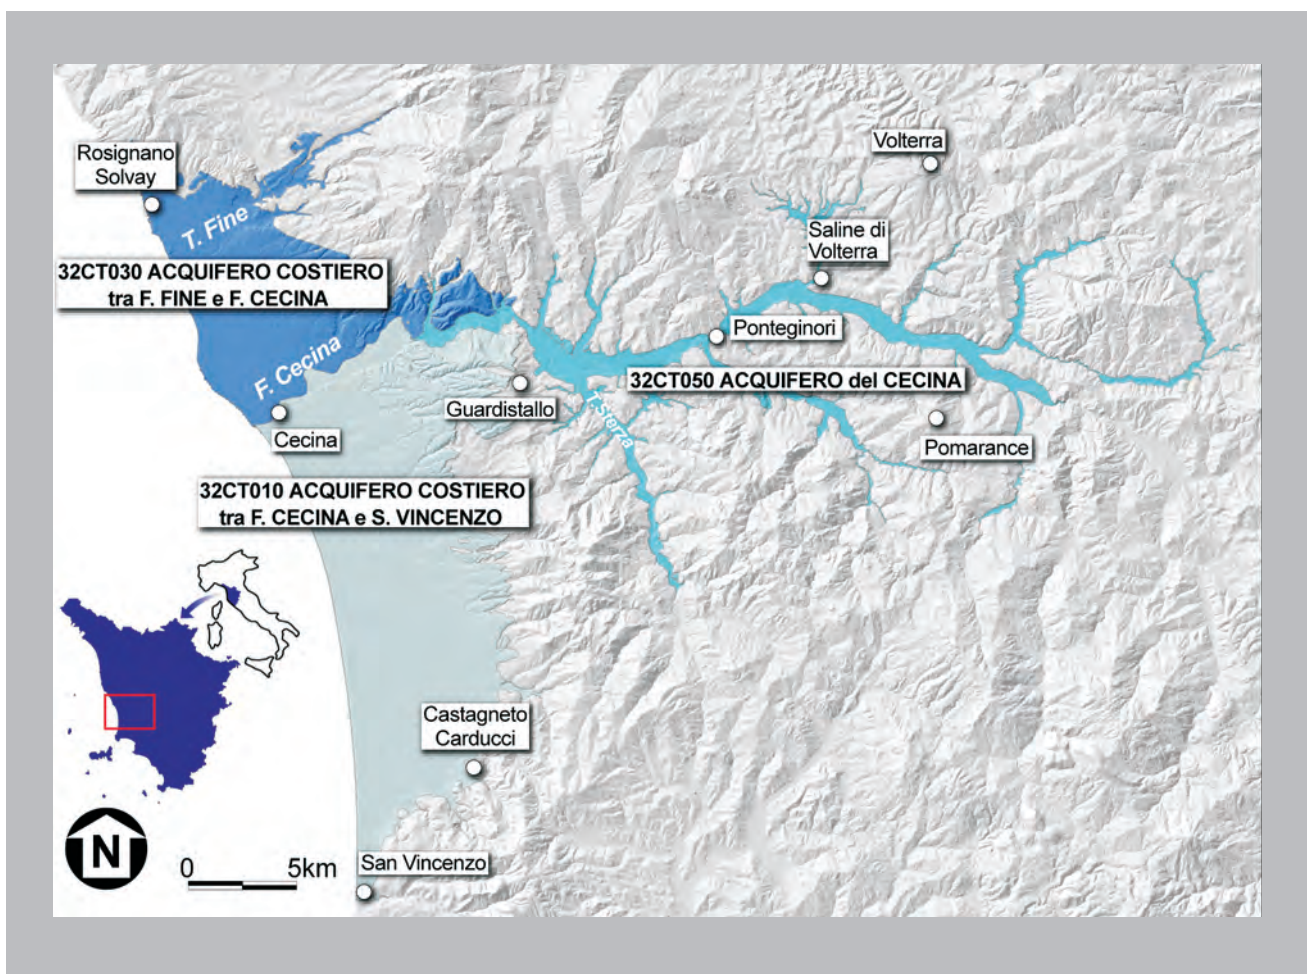 Volterra
Rosignano
Solvay
T. Fine
Saline di
Volterra
32CT030 ACQUIFERO COSTIERO
tra F. FINE e F. CECINA
Ponteginori
F. Cecina
32CT050 ACQUIFERO del CECINA
Guardistallo
T. Sterza
Cecina
Pomarance
32CT010 ACQUIFERO COSTIERO
tra F. CECINA e S. VINCENZO
Castagneto
Carducci
N
0 5km
San Vincenzo